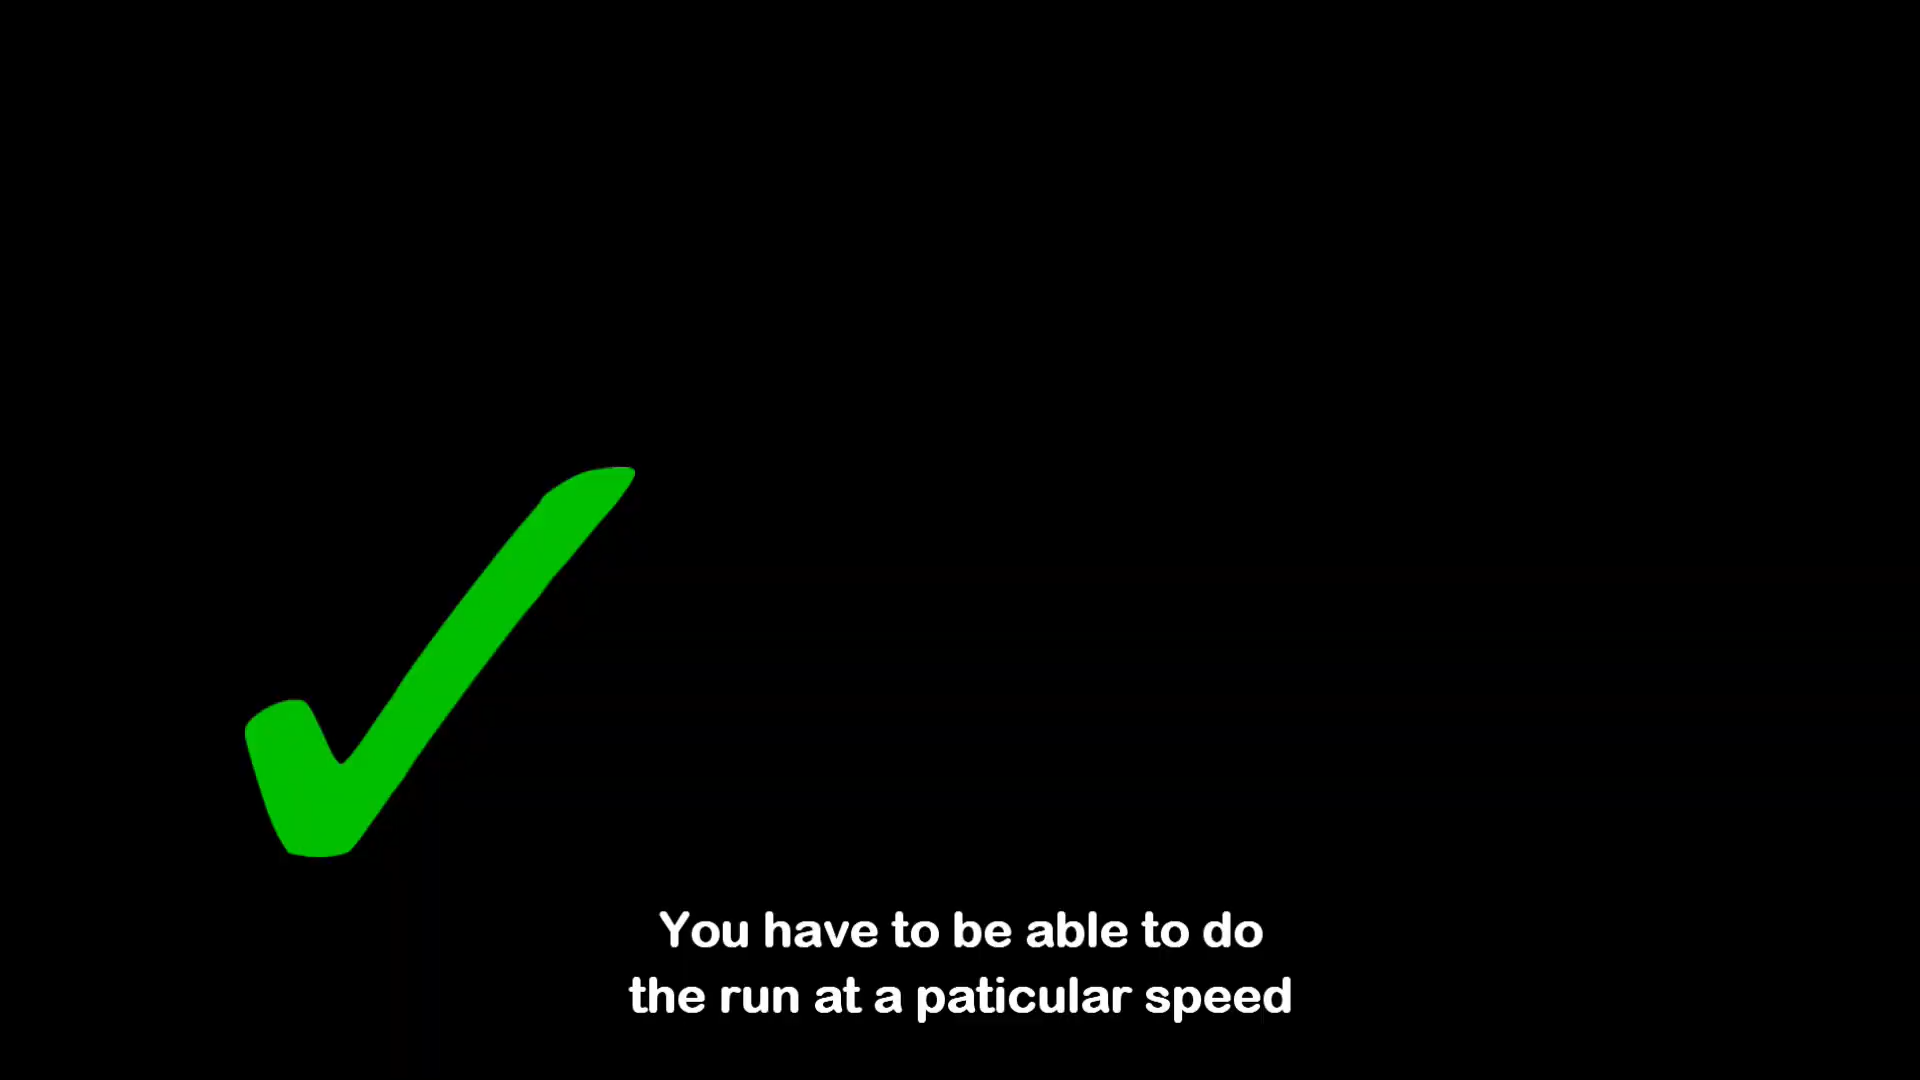 You have to be able to do
the run at a paticular speed